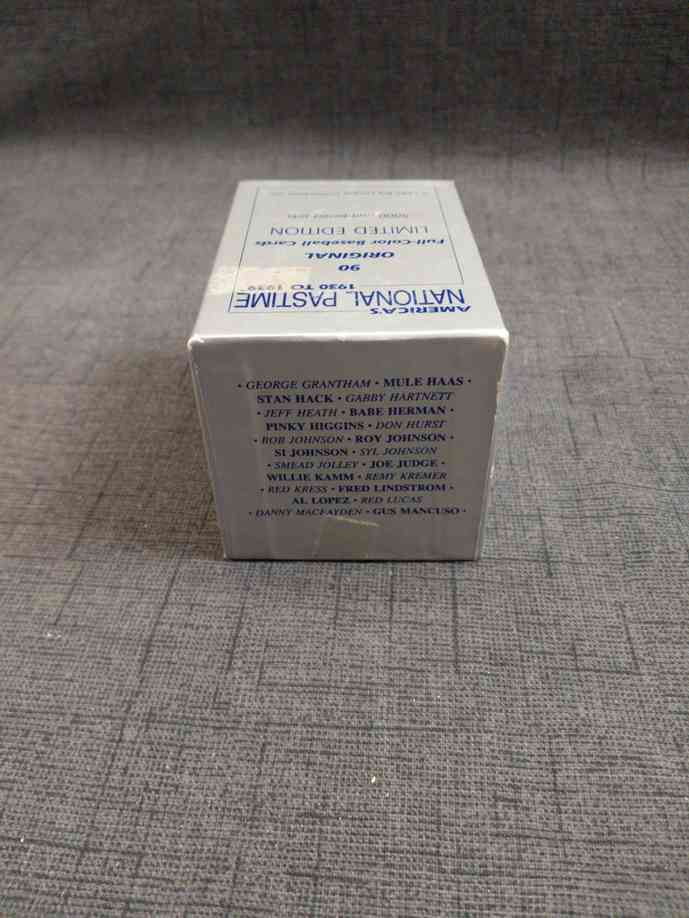 AMERICA'S
NATIONAL PASTIME
1930 TO 1939
90
ORIGINAL
Full-Color Baseball Cards
LIMITED EDITION
• GEORGE GRANTHAM • MULE HAAS •
STAN HACK • GABBY HARTNETT
• JEFF HEATH • BABE HERMAN •
PINKY HIGGINS • DON HURST
• BOB JOHNSON • ROY JOHNSON •
SI JOHNSON • SYL JOHNSON
• SMEAD JOLLEY • JOE JUDGE •
WILLIE KAMM • REMY KREMER
• RED KRESS • FRED LINDSTROM •
AL LOPEZ • RED LUCAS
• DANNY MACFAYDEN • GUS MANCUSO •